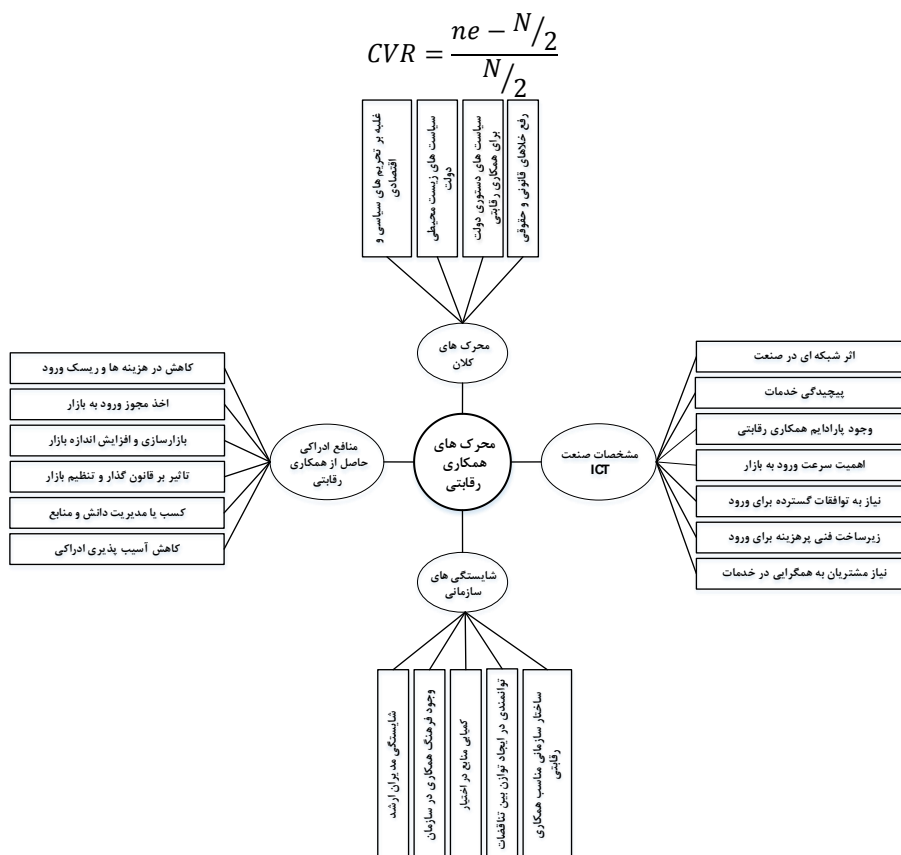 CVR = (ne − N/2) / (N/2)
غلبه بر تحریم های سیاسی و
اقتصادی
سیاست های زیست محیطی
دولت
سیاست های دستوری دولت
برای همکاری رقابتی
رفع خلاهای قانونی و حقوقی
محرک های
کلان
اثر شبکه ای در صنعت
پیچیدگی خدمات
وجود پارادایم همکاری رقابتی
اهمیت سرعت ورود به بازار
نیاز به توافقات گسترده برای ورود
زیرساخت فنی پرهزینه برای ورود
نیاز مشتریان به همگرایی در خدمات
مشخصات صنعت
ICT
محرک های
همکاری
رقابتی
منافع ادراکی
حاصل از همکاری
رقابتی
کاهش در هزینه ها و ریسک ورود
اخذ مجوز ورود به بازار
بازارسازی و افزایش اندازه بازار
تاثیر بر قانون گذار و تنظیم بازار
کسب یا مدیریت دانش و منابع
کاهش آسیب پذیری ادراکی
شایستگی های
سازمانی
شایستگی مدیران ارشد
وجود فرهنگ همکاری در سازمان
کمیابی منابع در اختیار
توانمندی در ایجاد توازن بین تناقضات
ساختار سازمانی مناسب همکاری
رقابتی